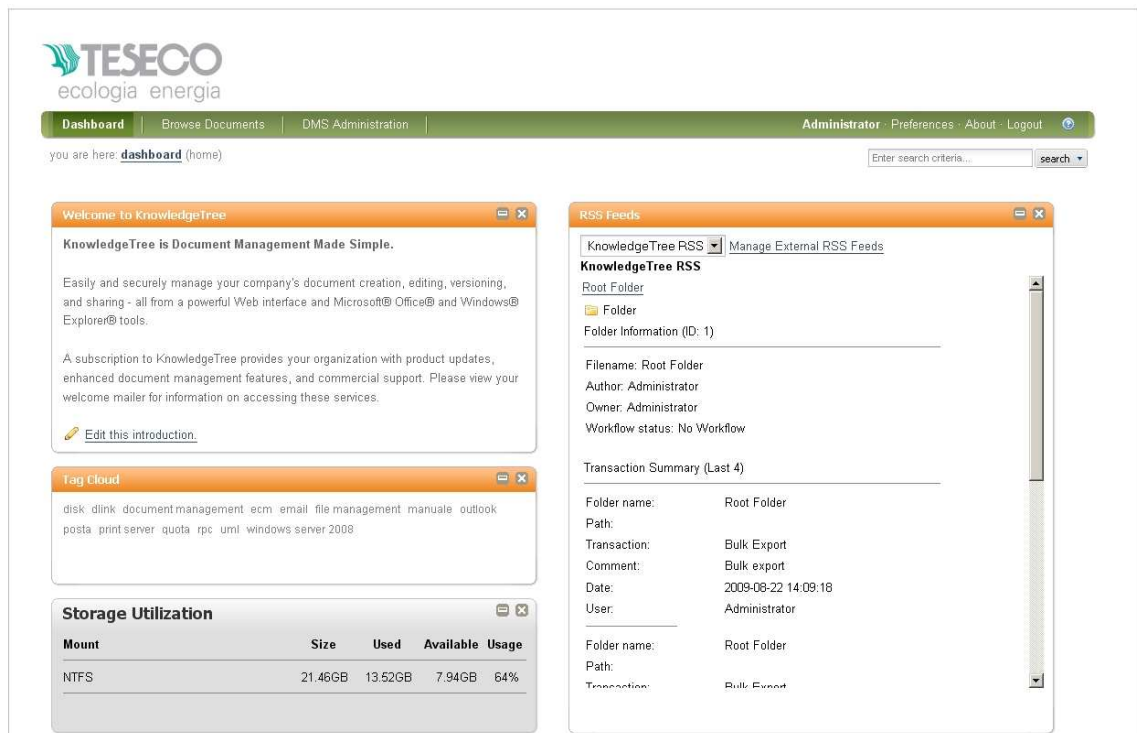 TESECO
ecologia energia
Dashboard Browse Documents DMS Administration Administrator · Preferences · About · Logout
you are here: dashboard (home)
Enter search criteria... search
Welcome to KnowledgeTree
KnowledgeTree is Document Management Made Simple.
Easily and securely manage your company's document creation, editing, versioning,
and sharing - all from a powerful Web interface and Microsoft® Office® and Windows®
Explorer® tools.
A subscription to KnowledgeTree provides your organization with product updates,
enhanced document management features, and commercial support. Please view your
welcome mailer for information on accessing these services.
Edit this introduction.
Tag Cloud
disk dlink document management ecm email file management manuale outlook
posta print server quota rpc uml windows server 2008
Storage Utilization
Mount Size Used Available Usage
NTFS 21.46GB 13.52GB 7.94GB 64%
RSS Feeds
KnowledgeTree RSS Manage External RSS Feeds
KnowledgeTree RSS
Root Folder
Folder
Folder Information (ID: 1)
Filename: Root Folder
Author: Administrator
Owner: Administrator
Workflow status: No Workflow
Transaction Summary (Last 4)
Folder name: Root Folder
Path:
Transaction: Bulk Export
Comment: Bulk export
Date: 2009-08-22 14:09:18
User: Administrator
Folder name: Root Folder
Path:
Transaction: Bulk Export